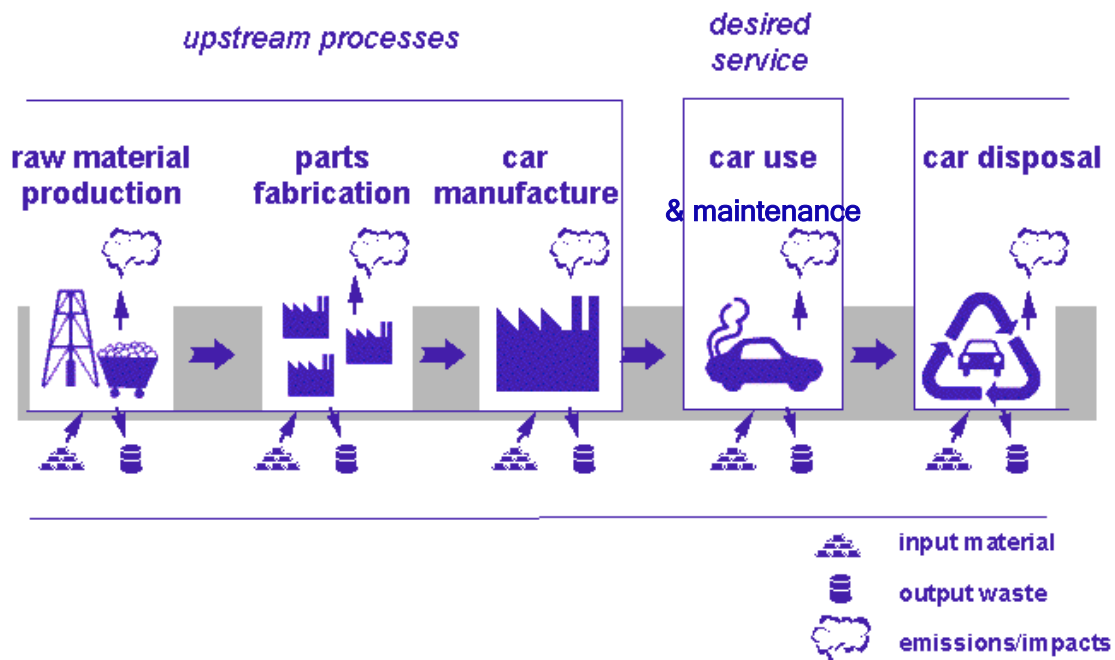 upstream processes
desired
service
raw material
production
parts
fabrication
car
manufacture
car use
& maintenance
car disposal
input material
output waste
emissions/impacts